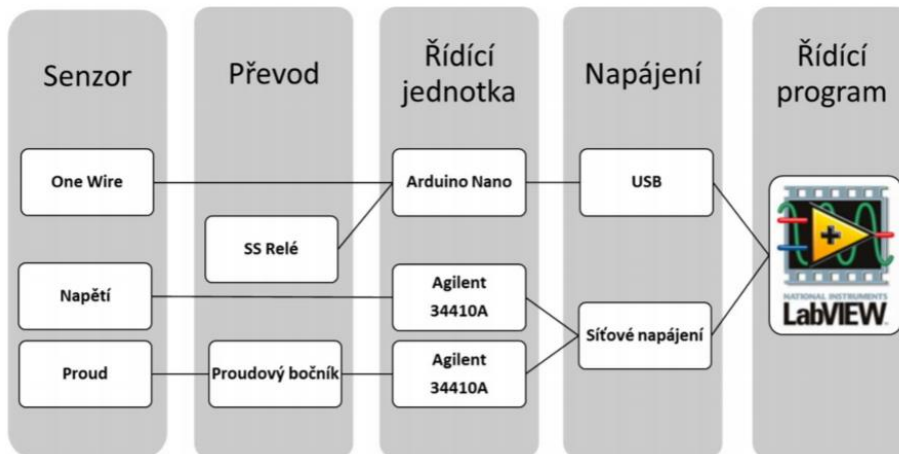 Senzor
Převod
Řídící
jednotka
Napájení
Řídící
program
One Wire
Arduino Nano
USB
SS Relé
Napětí
Agilent
34410A
Síťové napájení
Proud
Proudový bočník
Agilent
34410A
NATIONAL INSTRUMENTS
LabVIEW